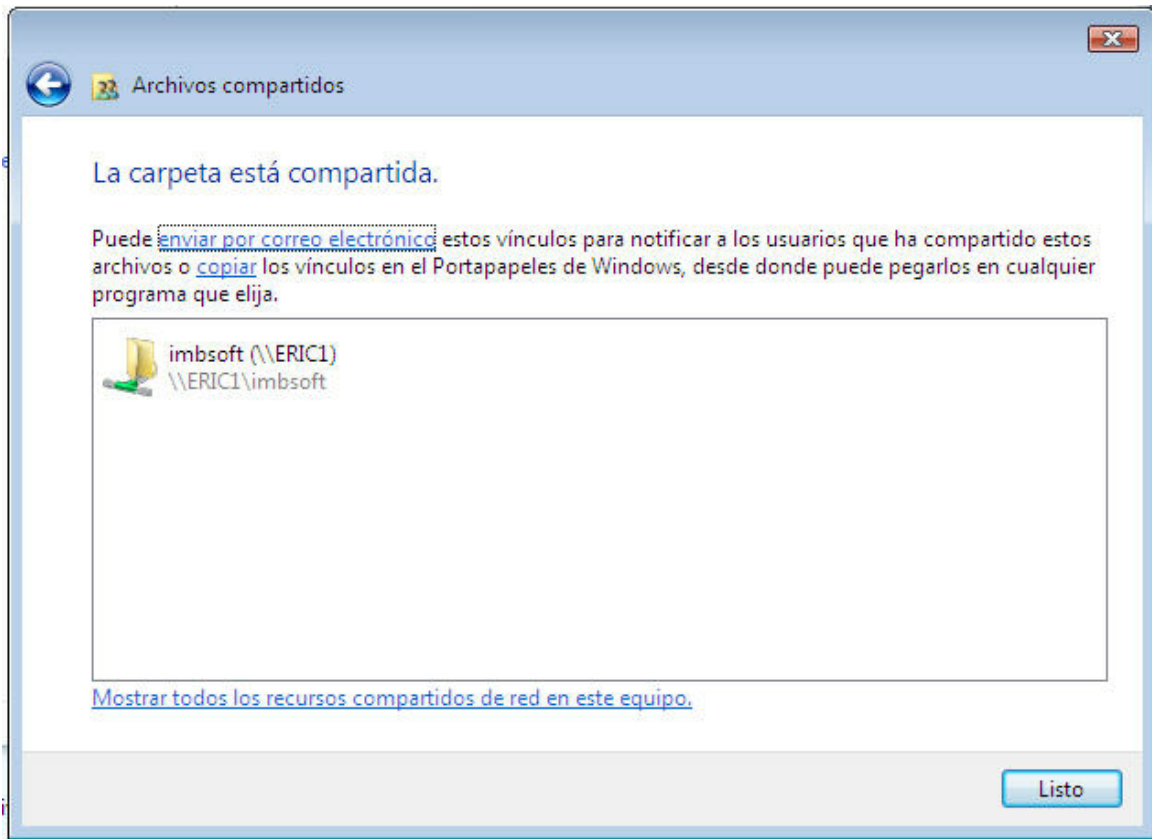 Archivos compartidos
La carpeta está compartida.
Puede enviar por correo electrónico estos vínculos para notificar a los usuarios que ha compartido estos
archivos o copiar los vínculos en el Portapapeles de Windows, desde donde puede pegarlos en cualquier
programa que elija.
imbsoft (\\ERIC1)
\\ERIC1\imbsoft
Mostrar todos los recursos compartidos de red en este equipo.
Listo